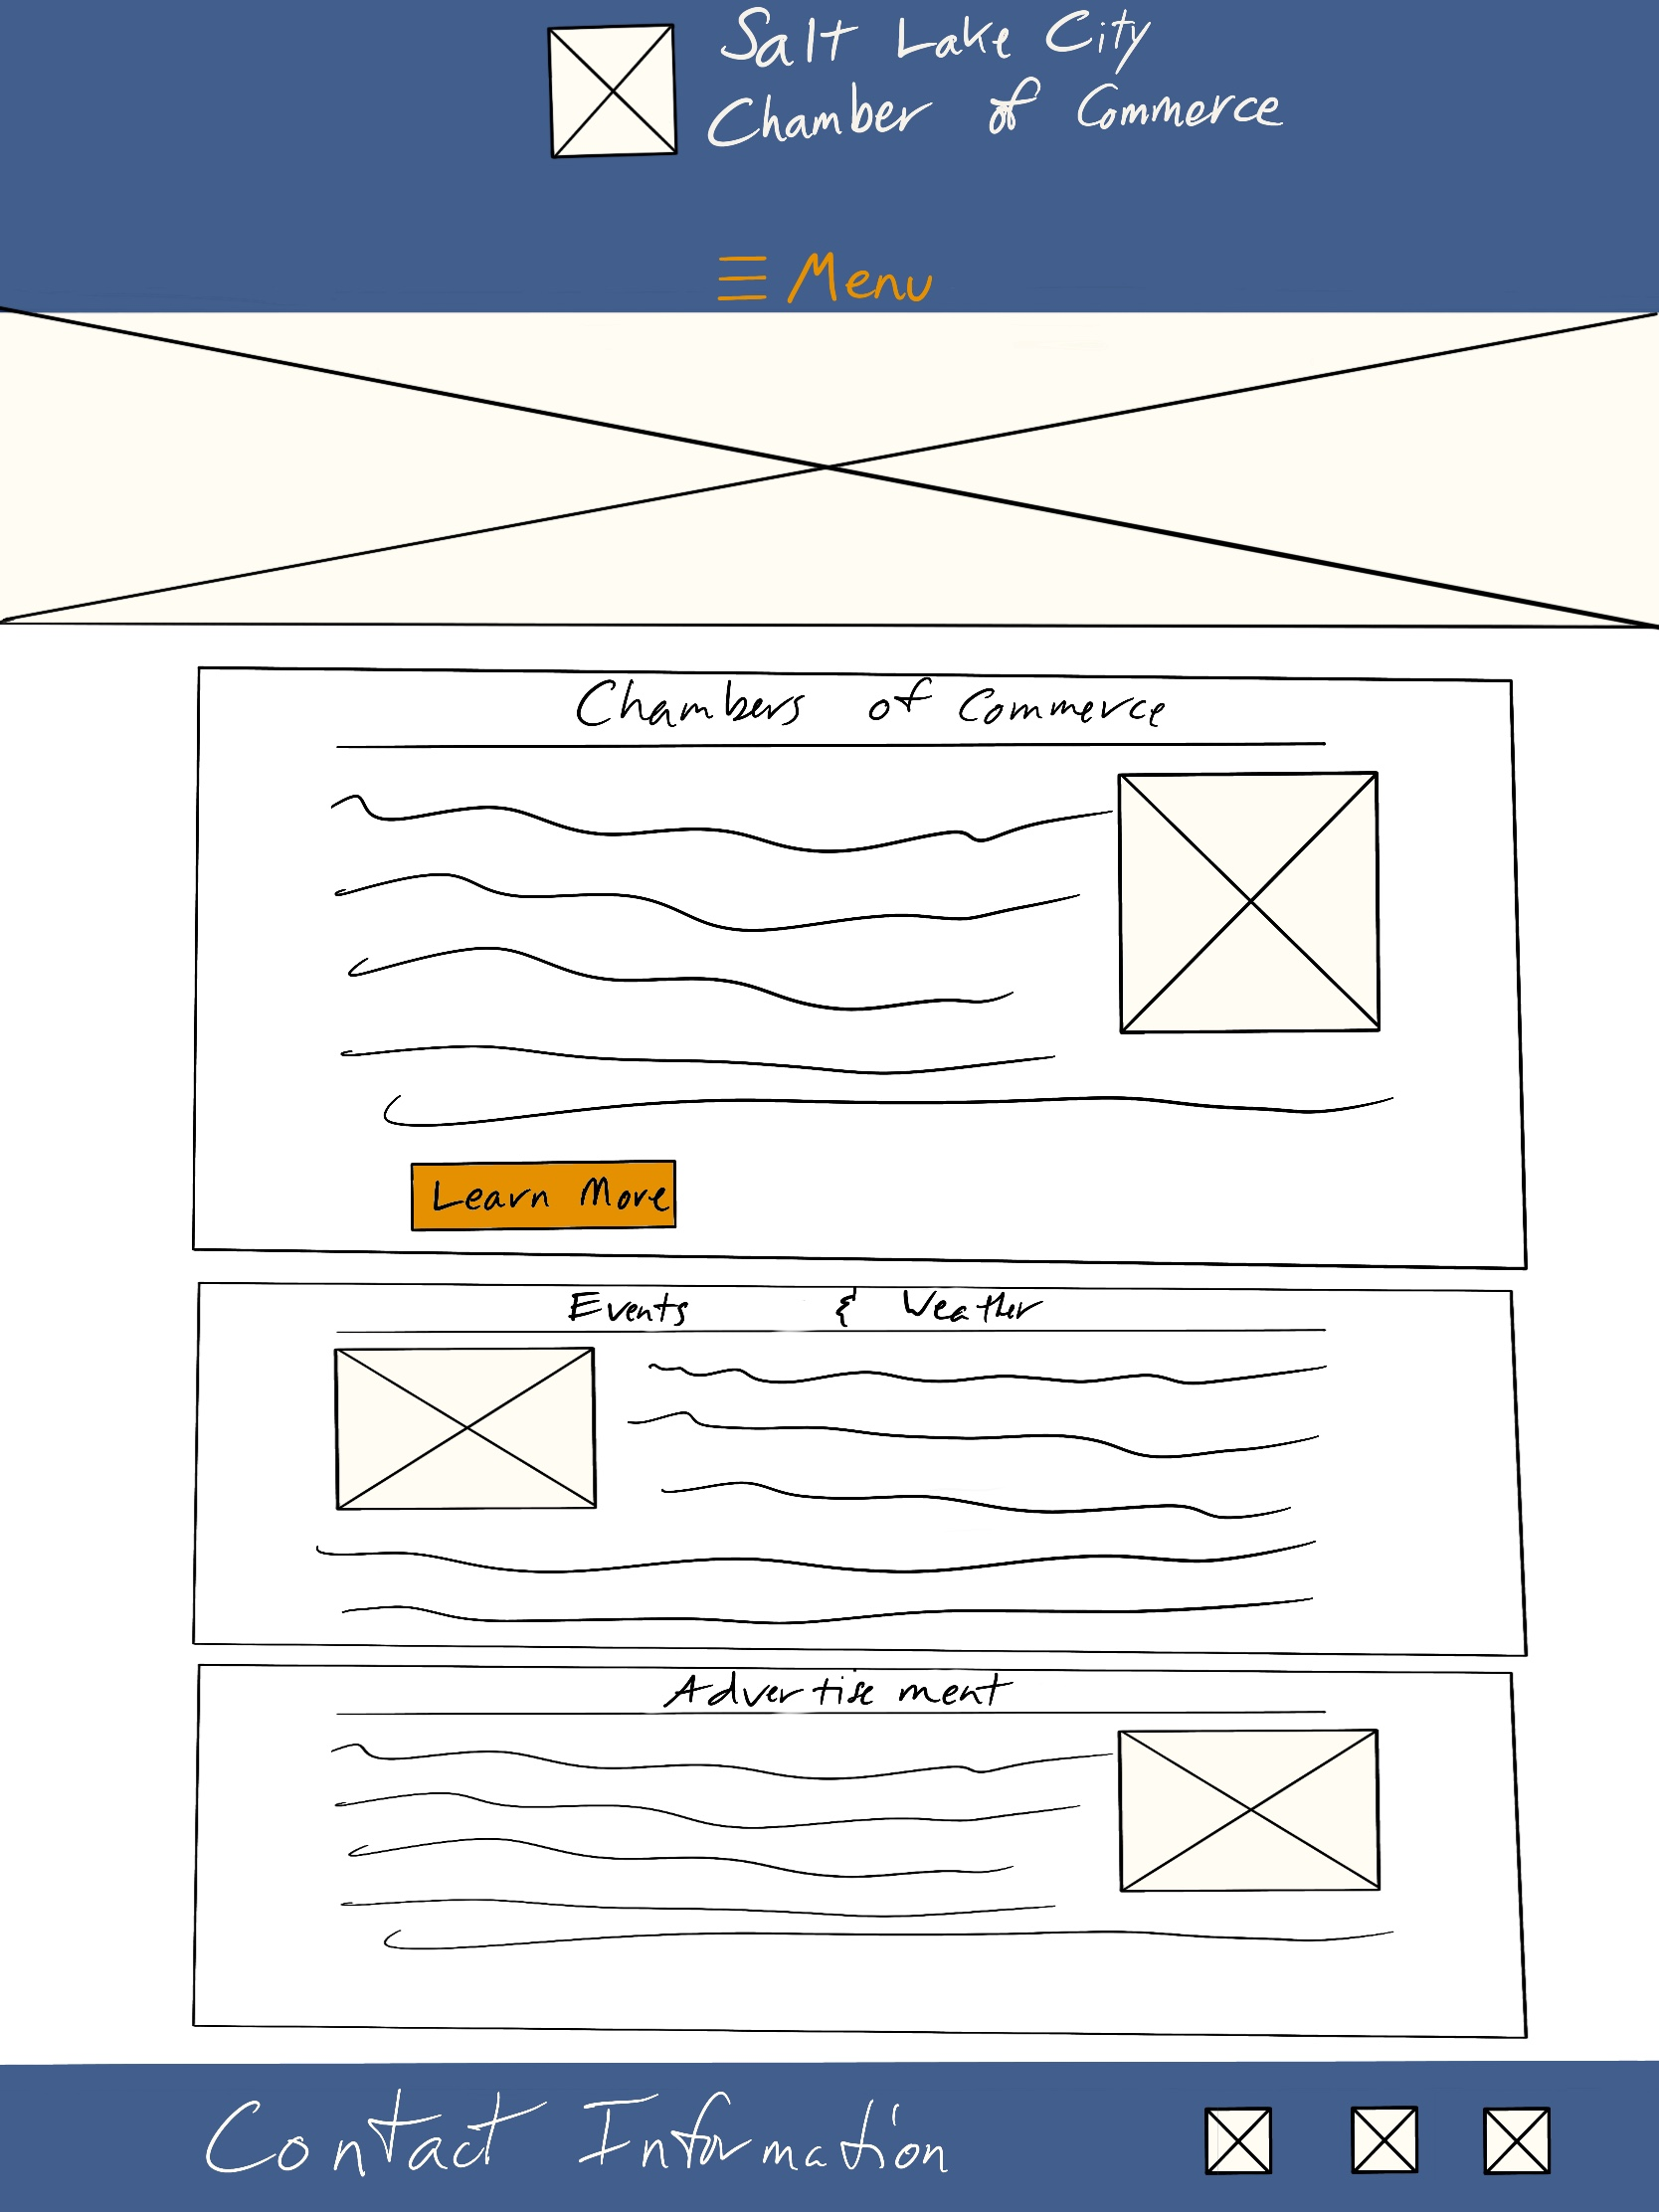 Salt Lake City
Chamber of Commerce
Menu
Chambers of Commerce
Learn More
Events & Weather
Advertisement
Contact Information